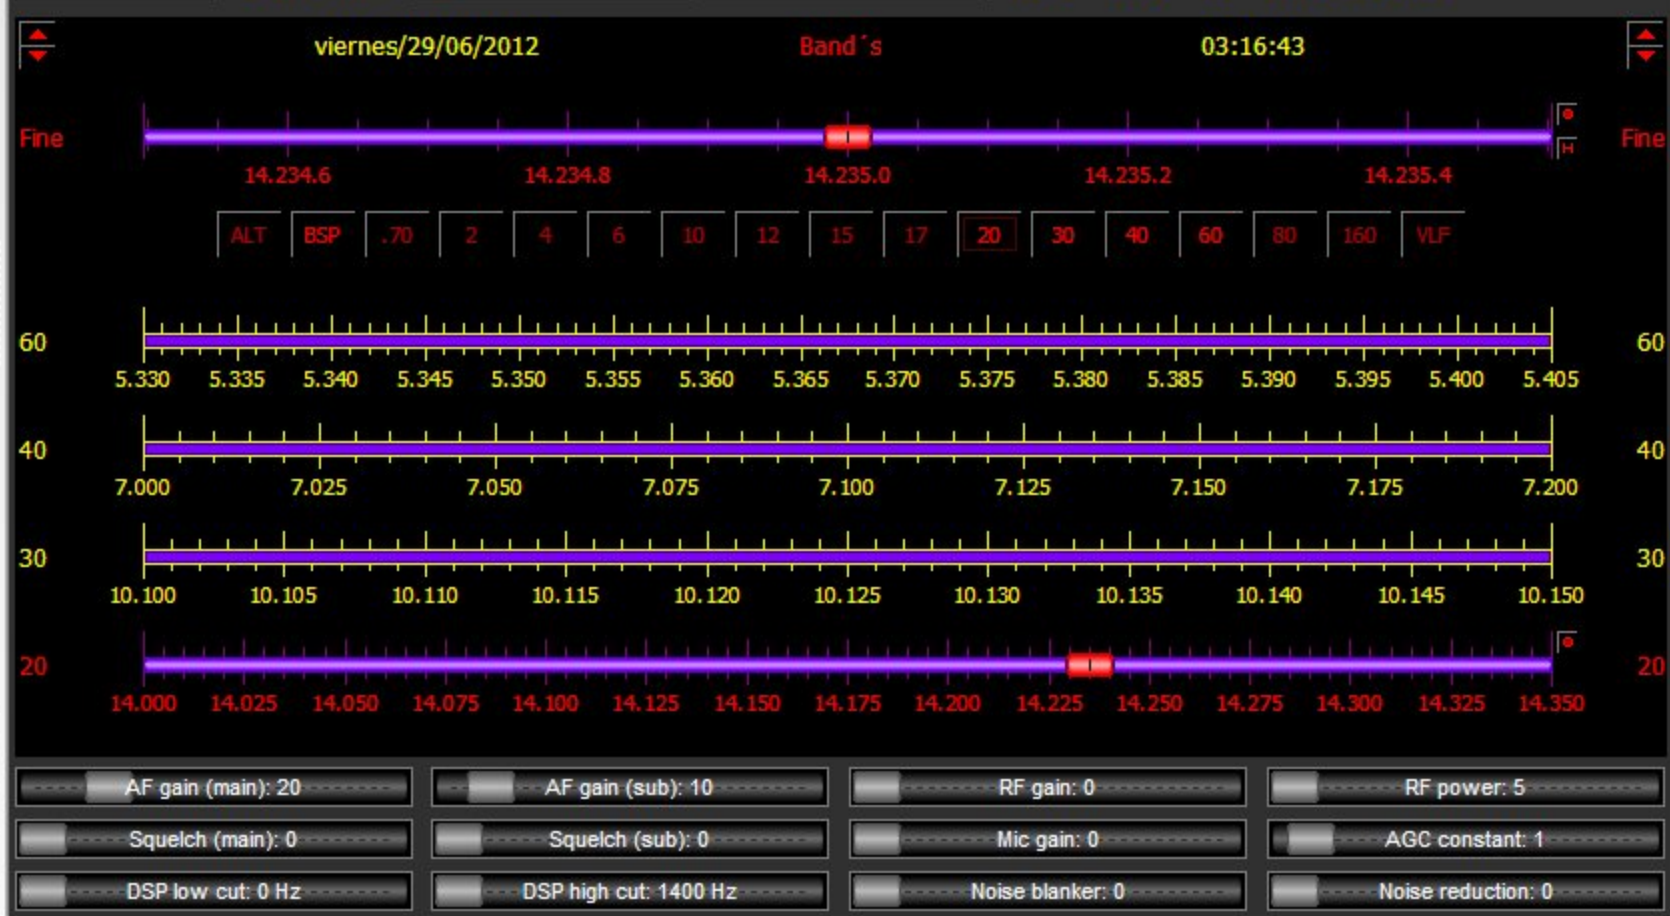 viernes/29/06/2012 Band´s 03:16:43
Fine Fine
H
14.234.6 14.234.8 14.235.0 14.235.2 14.235.4
ALT BSP .70 2 4 6 10 12 15 17 20 30 40 60 80 160 VLF
60 60
5.330 5.335 5.340 5.345 5.350 5.355 5.360 5.365 5.370 5.375 5.380 5.385 5.390 5.395 5.400 5.405
40 40
7.000 7.025 7.050 7.075 7.100 7.125 7.150 7.175 7.200
30 30
10.100 10.105 10.110 10.115 10.120 10.125 10.130 10.135 10.140 10.145 10.150
20 20
14.000 14.025 14.050 14.075 14.100 14.125 14.150 14.175 14.200 14.225 14.250 14.275 14.300 14.325 14.350
AF gain (main): 20 AF gain (sub): 10 RF gain: 0 RF power: 5
Squelch (main): 0 Squelch (sub): 0 Mic gain: 0 AGC constant: 1
DSP low cut: 0 Hz DSP high cut: 1400 Hz Noise blanker: 0 Noise reduction: 0